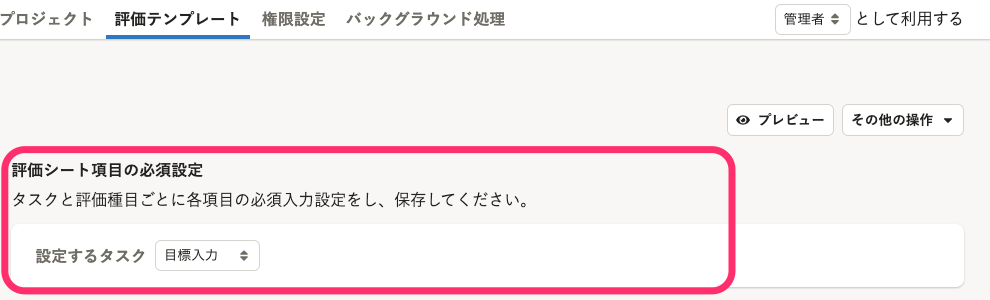 プロジェクト 評価テンプレート 権限設定 バックグラウンド処理 管理者 として利用する
プレビュー その他の操作
評価シート項目の必須設定
タスクと評価種目ごとに各項目の必須入力設定をし、保存してください。
設定するタスク 目標入力